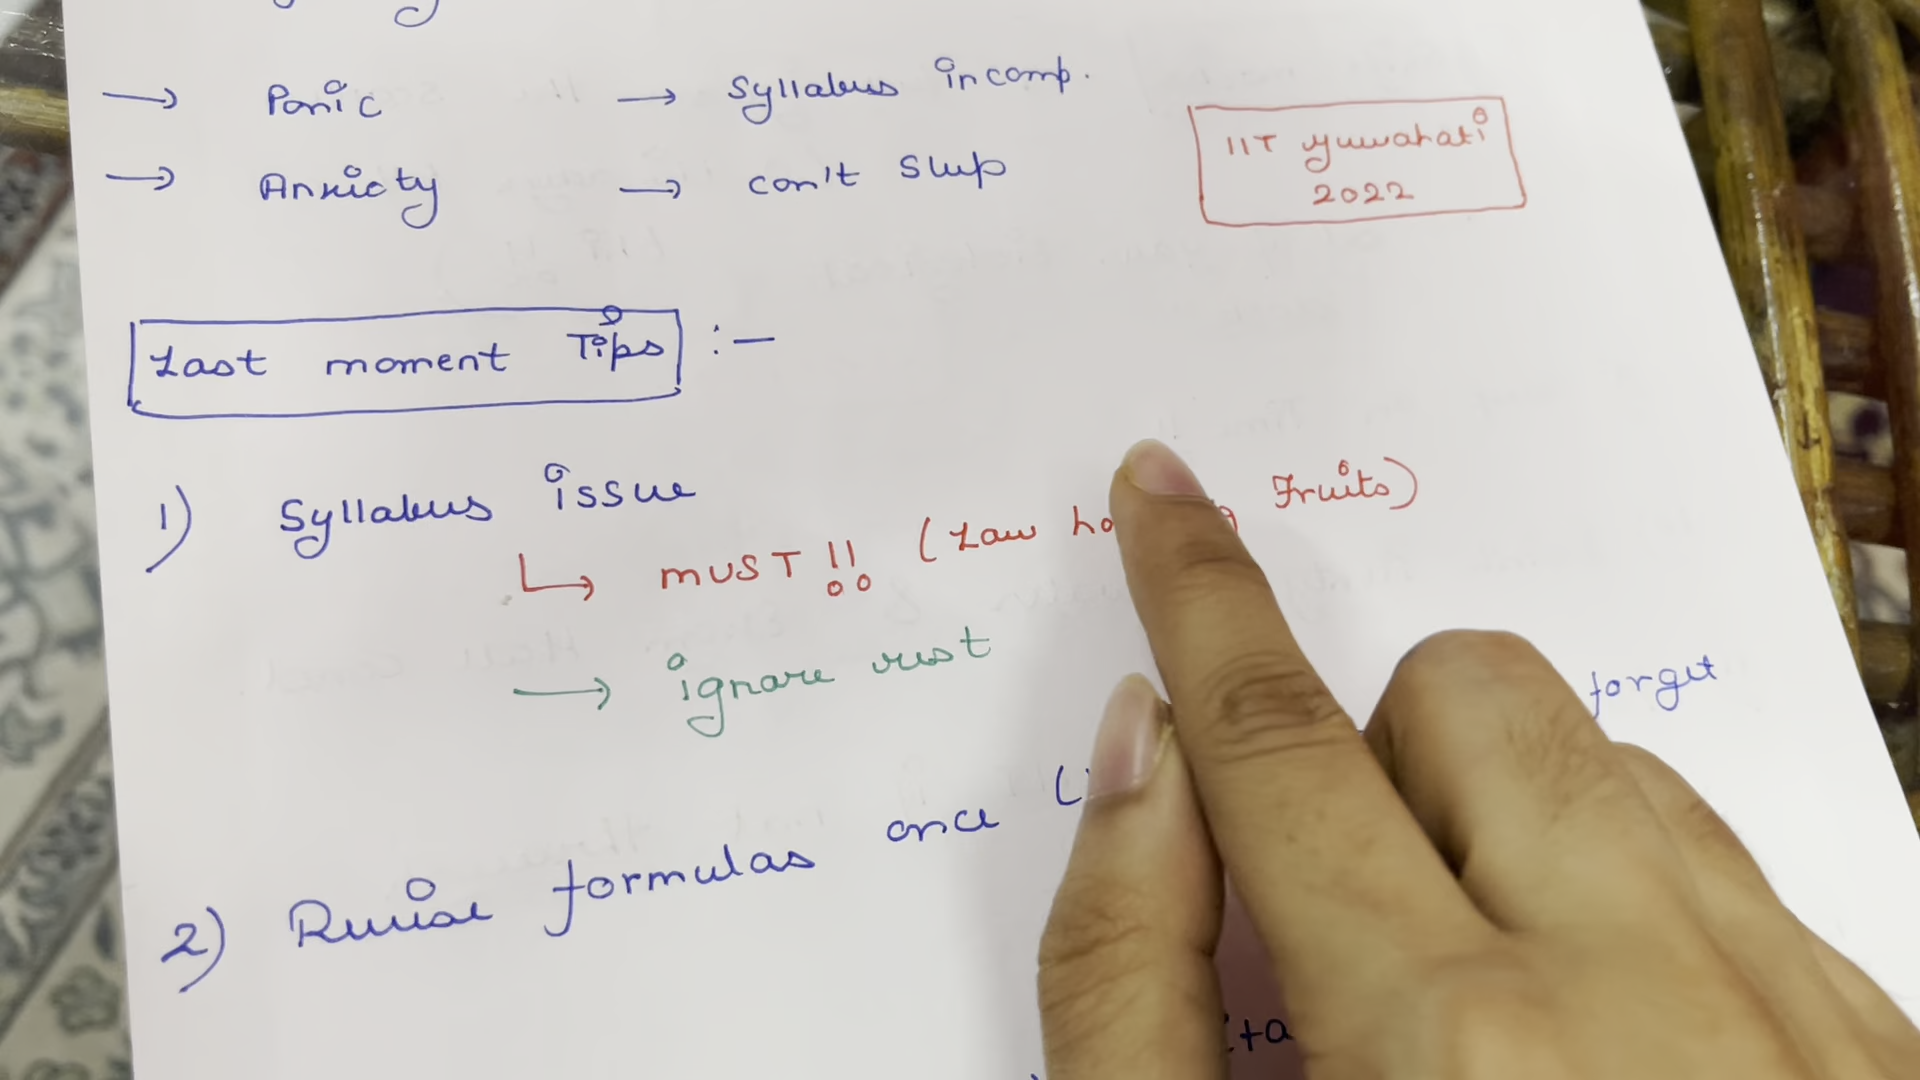 → Panic → Syllabus incomp.
→ Anxiety → can't sleep
IIT Guwahati
2022
Last moment Tips :-
1) Syllabus issue
↳ MUST !! (Low Fruits)
→ ignore rest
2) Revise formulas once ( forget